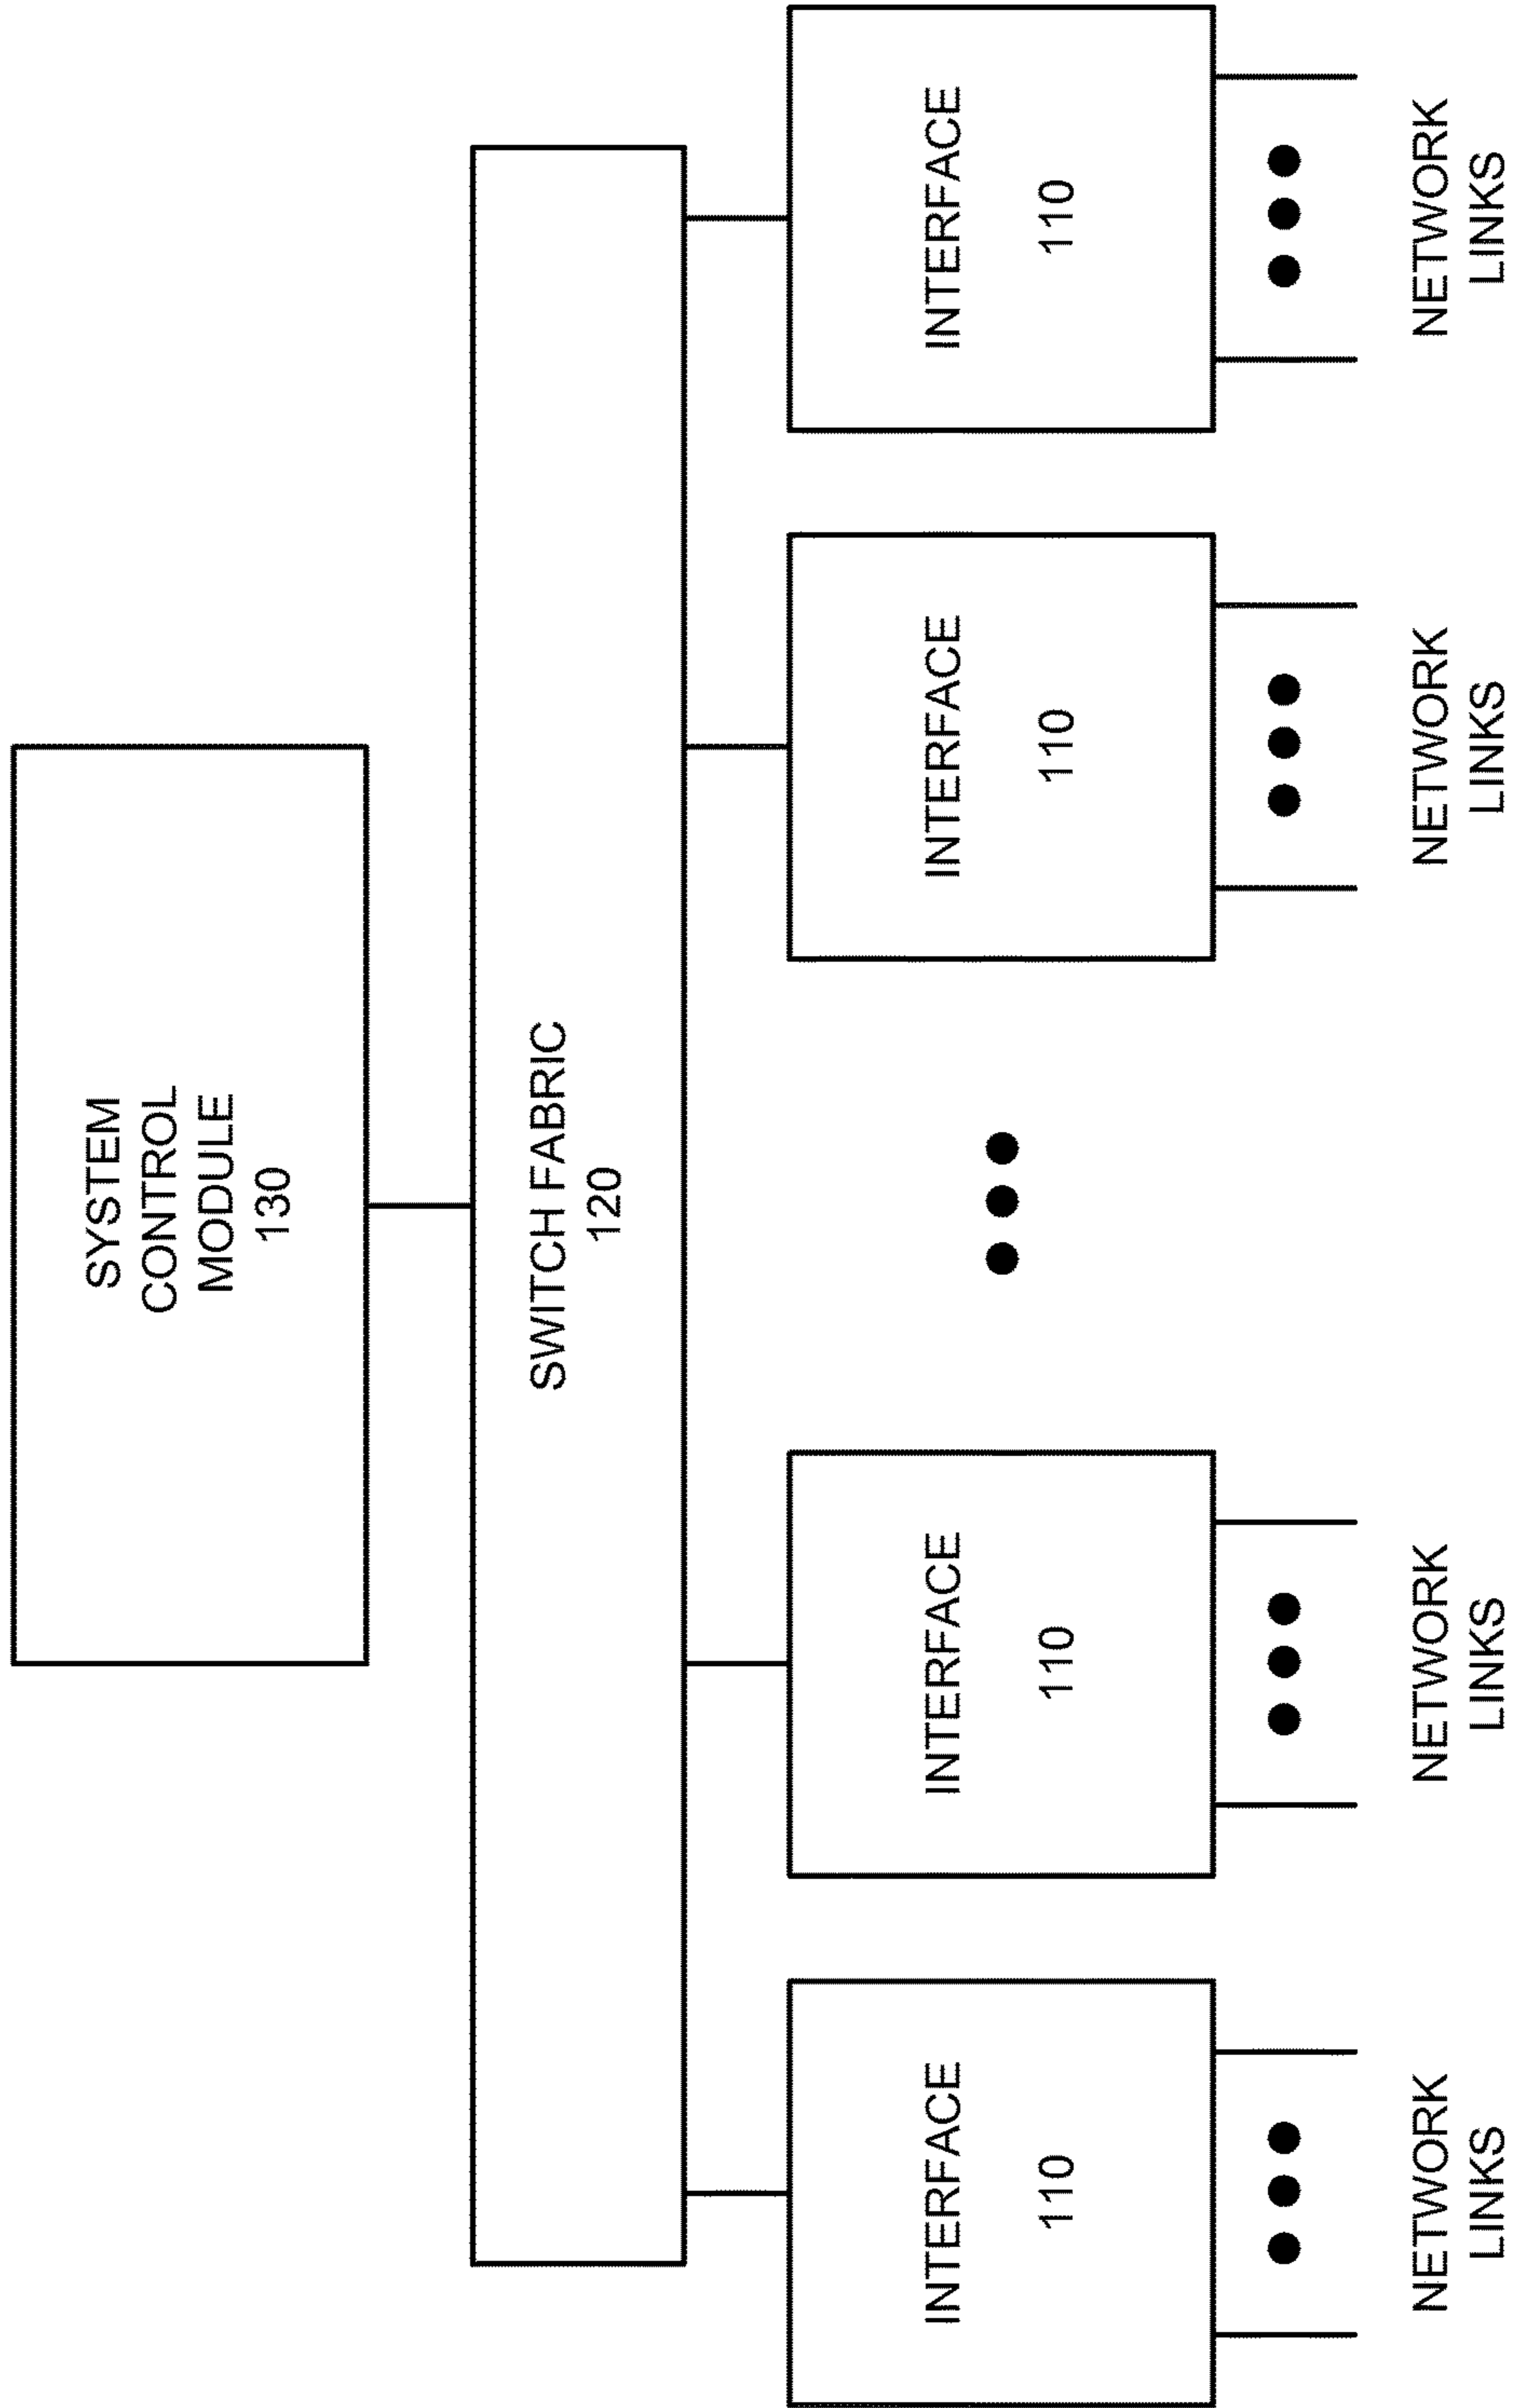 SYSTEM
CONTROL
MODULE
130
SWITCH FABRIC
120
INTERFACE
110
INTERFACE
110
INTERFACE
110
INTERFACE
110
NETWORK
LINKS
NETWORK
LINKS
NETWORK
LINKS
NETWORK
LINKS